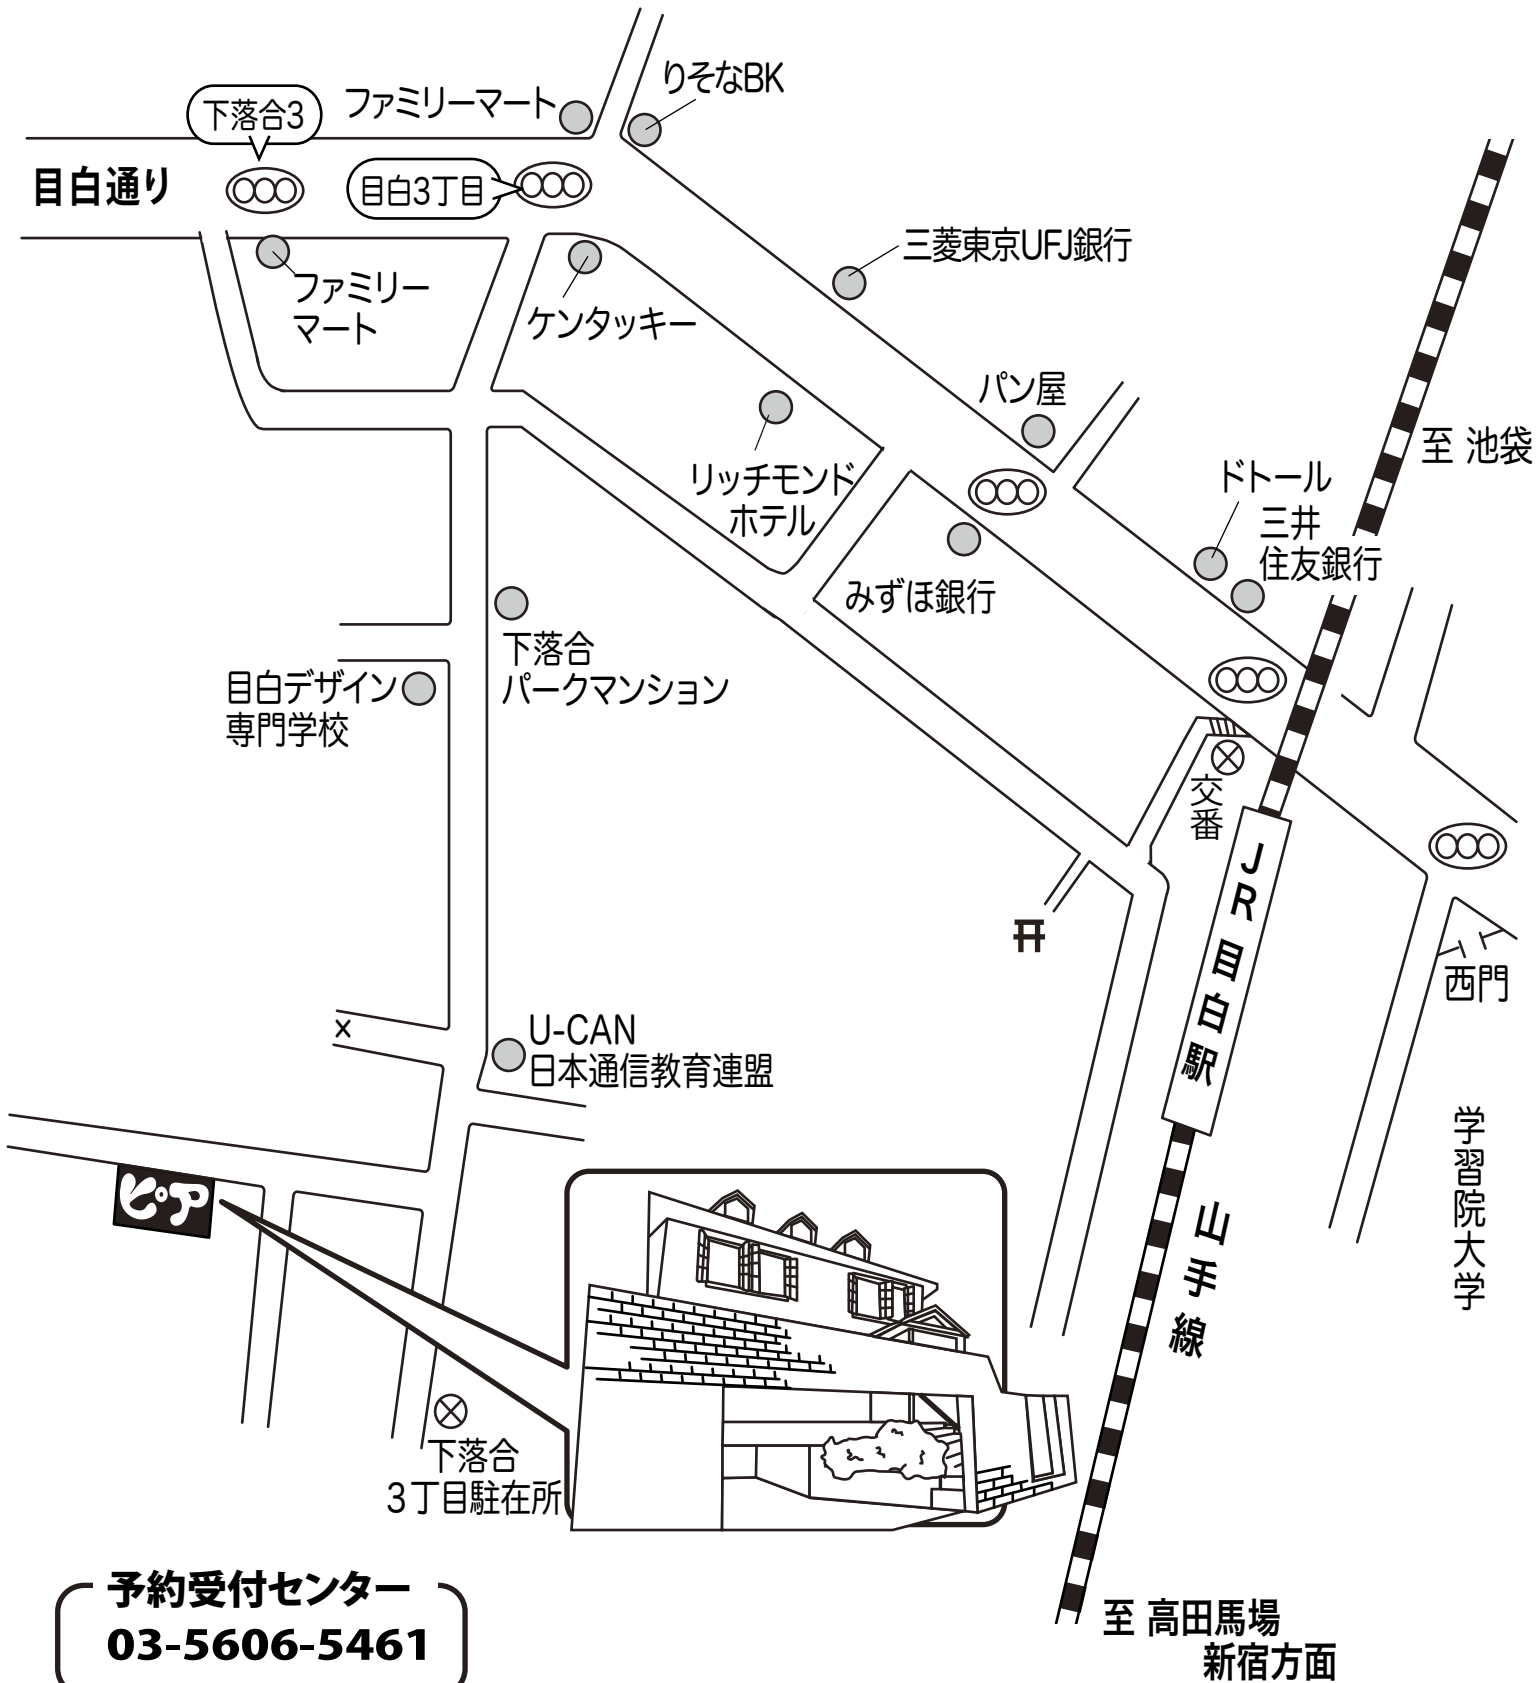 りそなBK
ファミリーマート
下落合3
目白通り
目白3丁目
三菱東京UFJ銀行
ファミリー
マート
ケンタッキー
パン屋
至 池袋
リッチモンド
ホテル
ドトール
三井
住友銀行
みずほ銀行
下落合
パークマンション
目白デザイン
専門学校
交番
JR目白駅
西門
U-CAN
日本通信教育連盟
学習院大学
ピア
山手線
下落合
3丁目駐在所
予約受付センター
03-5606-5461
至 高田馬場
新宿方面